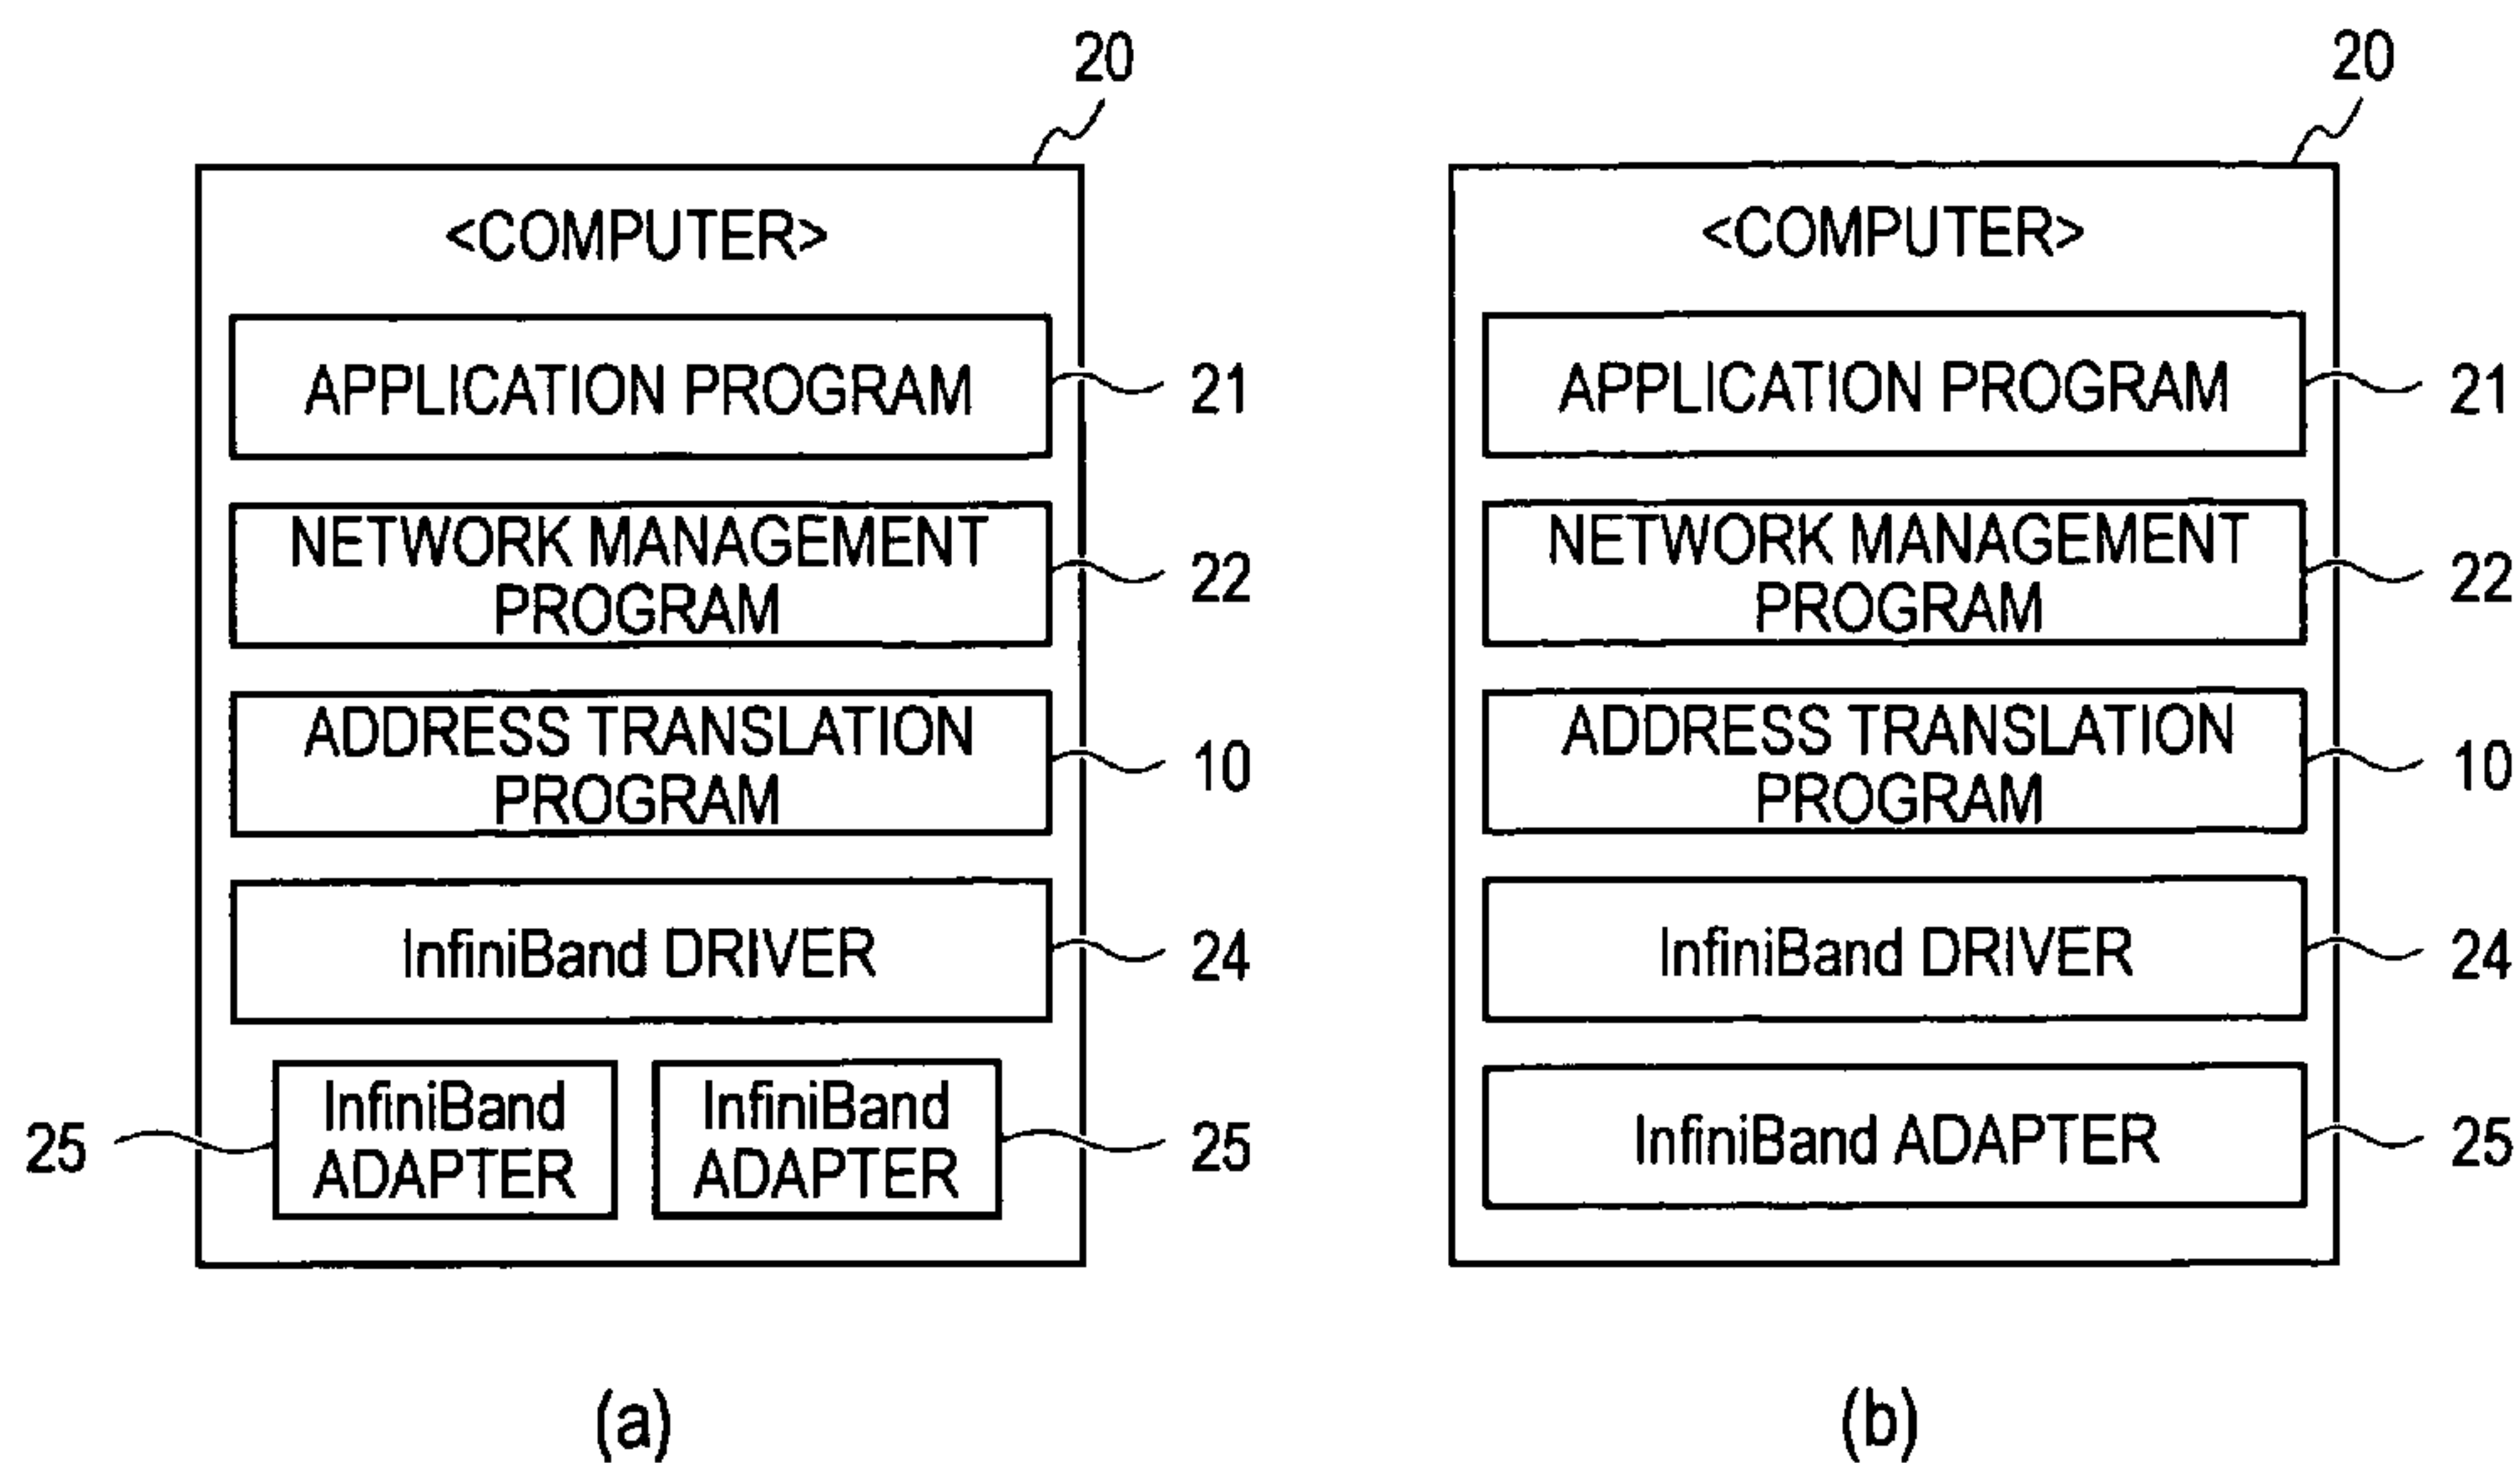 20
<COMPUTER>
APPLICATION PROGRAM
21
NETWORK MANAGEMENT
PROGRAM
22
ADDRESS TRANSLATION
PROGRAM
10
InfiniBand DRIVER
24
25
InfiniBand
ADAPTER
InfiniBand
ADAPTER
25
(a)
20
<COMPUTER>
APPLICATION PROGRAM
21
NETWORK MANAGEMENT
PROGRAM
22
ADDRESS TRANSLATION
PROGRAM
10
InfiniBand DRIVER
24
InfiniBand ADAPTER
25
(b)